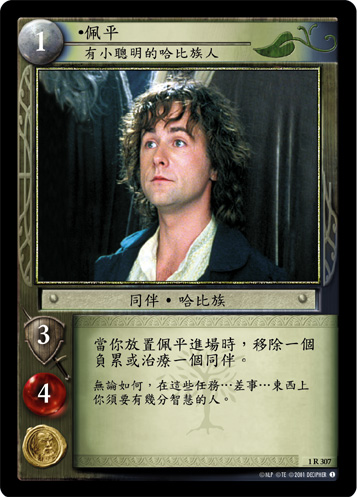 1
•佩平
有小聰明的哈比族人
同伴 • 哈比族
3
4
當你放置佩平進場時，移除一個
負累或治療一個同伴。
無論如何，在這些任務…差事…東西上
你須要有幾分智慧的人。
1 R 307
©NLP ©TE ©2001 DECIPHER